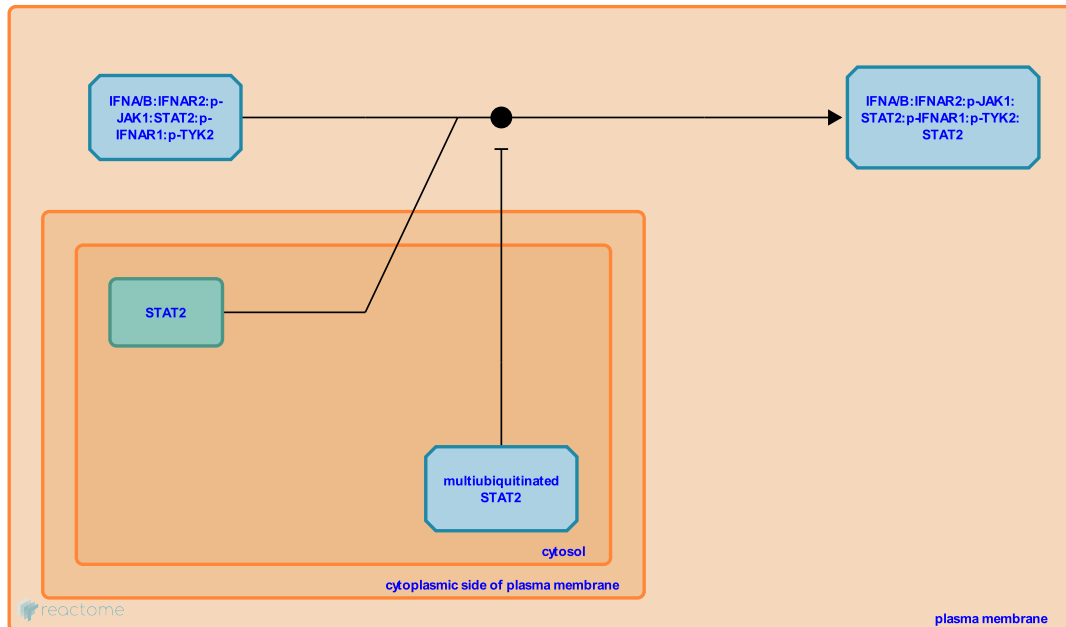 IFNA/B:IFNAR2:p-
JAK1:STAT2:p-
IFNAR1:p-TYK2
IFNA/B:IFNAR2:p-JAK1:
STAT2:p-IFNAR1:p-TYK2:
STAT2
STAT2
multiubiquitinated
STAT2
cytosol
cytoplasmic side of plasma membrane
reactome
plasma membrane